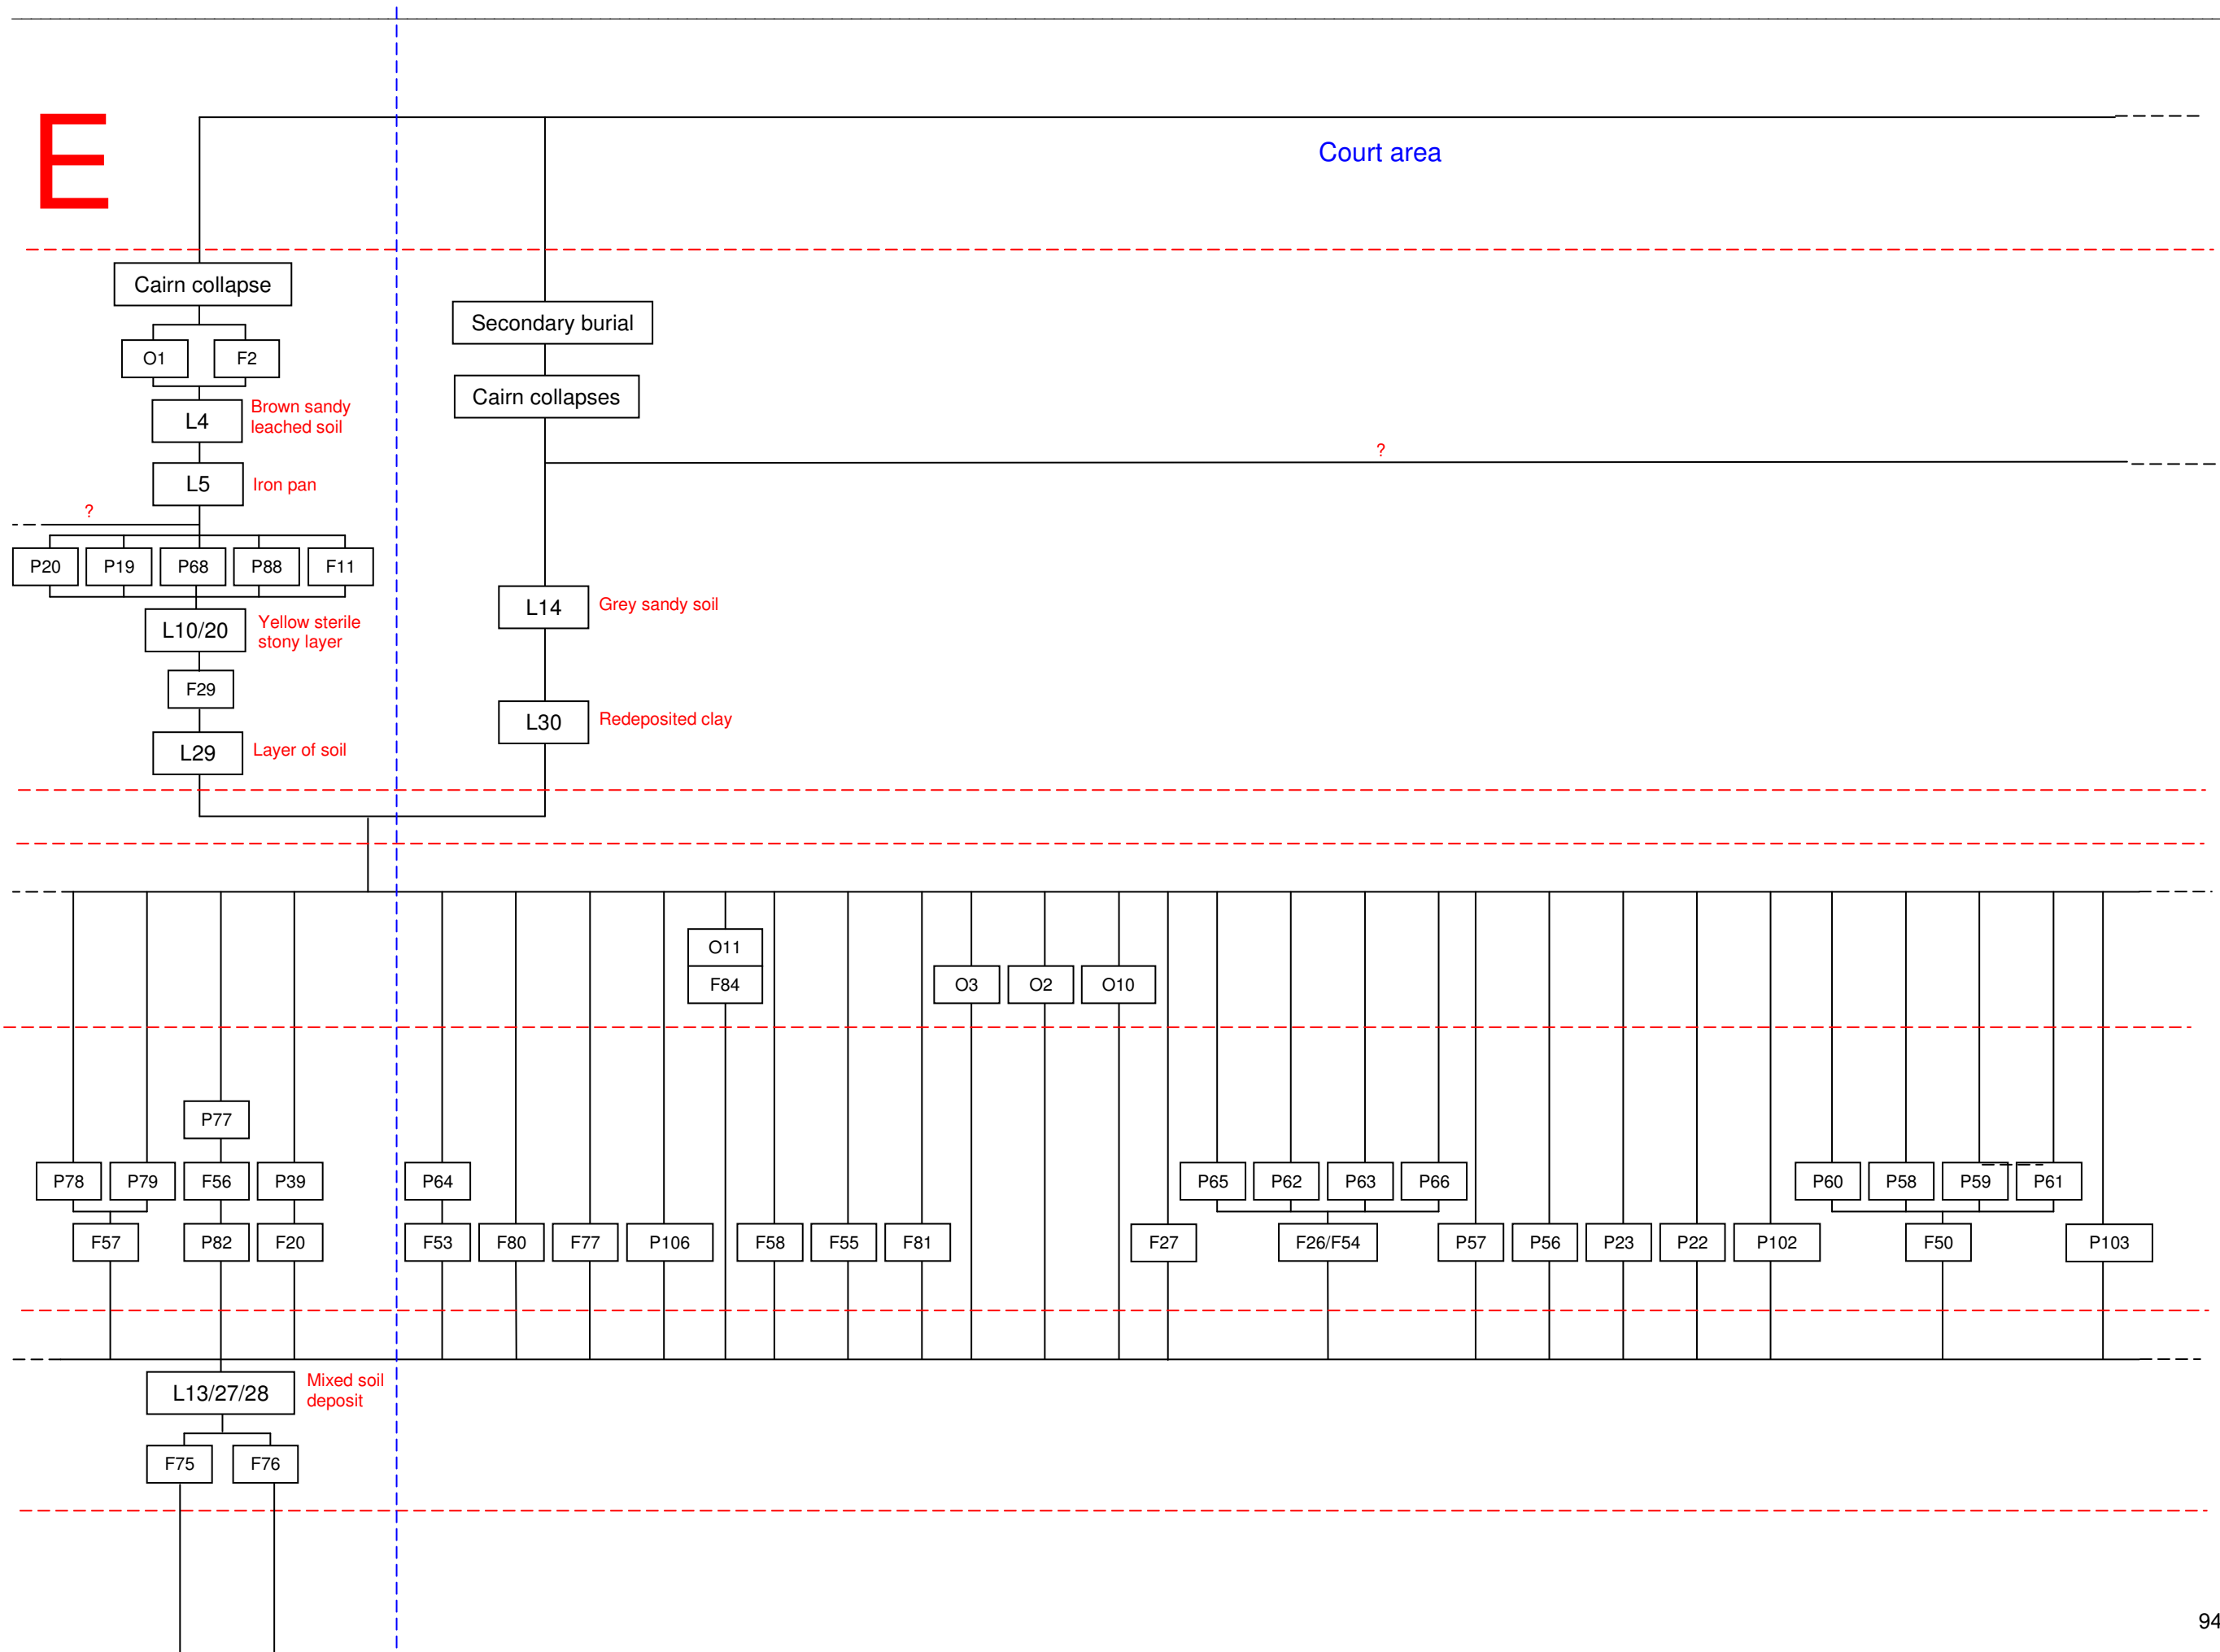 E
Court area
Cairn collapse
Secondary burial
O1 F2
Cairn collapses
L4
Brown sandy
leached soil
?
L5
Iron pan
?
P20 P19 P68 P88 F11
L14
Grey sandy soil
L10/20
Yellow sterile
stony layer
F29
L30
Redeposited clay
L29
Layer of soil
O11
F84 O3 O2 O10
P77
P78 P79 F56 P39 P64 P65 P62 P63 P66 P60 P58 P59 P61
F57 P82 F20 F53 F80 F77 P106 F58 F55 F81 F27 F26/F54 P57 P56 P23 P22 P102 F50 P103
L13/27/28
Mixed soil
deposit
F75 F76
94